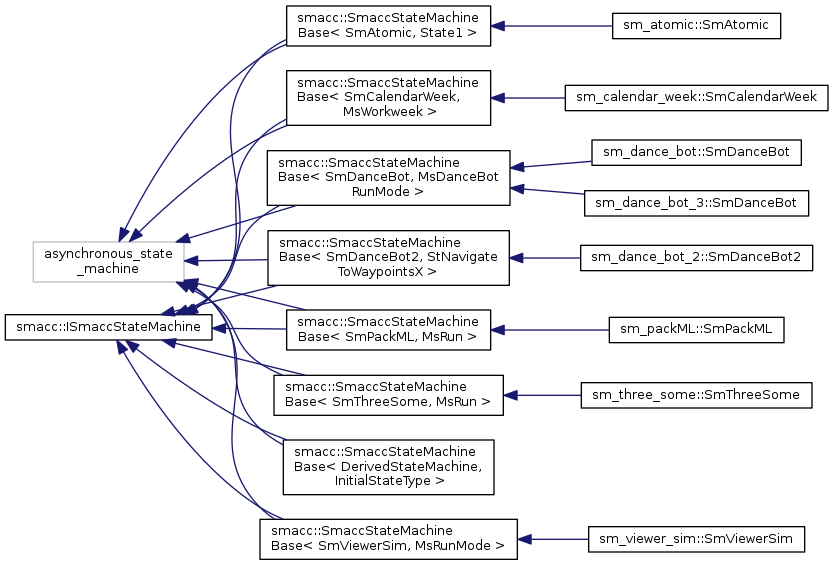 asynchronous_state
_machine
smacc::ISmaccStateMachine
smacc::SmaccStateMachine
Base< SmAtomic, State1 >
smacc::SmaccStateMachine
Base< SmCalendarWeek,
MsWorkweek >
smacc::SmaccStateMachine
Base< SmDanceBot, MsDanceBot
RunMode >
smacc::SmaccStateMachine
Base< SmDanceBot2, StNavigate
ToWaypointsX >
smacc::SmaccStateMachine
Base< SmPackML, MsRun >
smacc::SmaccStateMachine
Base< SmThreeSome, MsRun >
smacc::SmaccStateMachine
Base< DerivedStateMachine,
InitialStateType >
smacc::SmaccStateMachine
Base< SmViewerSim, MsRunMode >
sm_atomic::SmAtomic
sm_calendar_week::SmCalendarWeek
sm_dance_bot::SmDanceBot
sm_dance_bot_3::SmDanceBot
sm_dance_bot_2::SmDanceBot2
sm_packML::SmPackML
sm_three_some::SmThreeSome
sm_viewer_sim::SmViewerSim